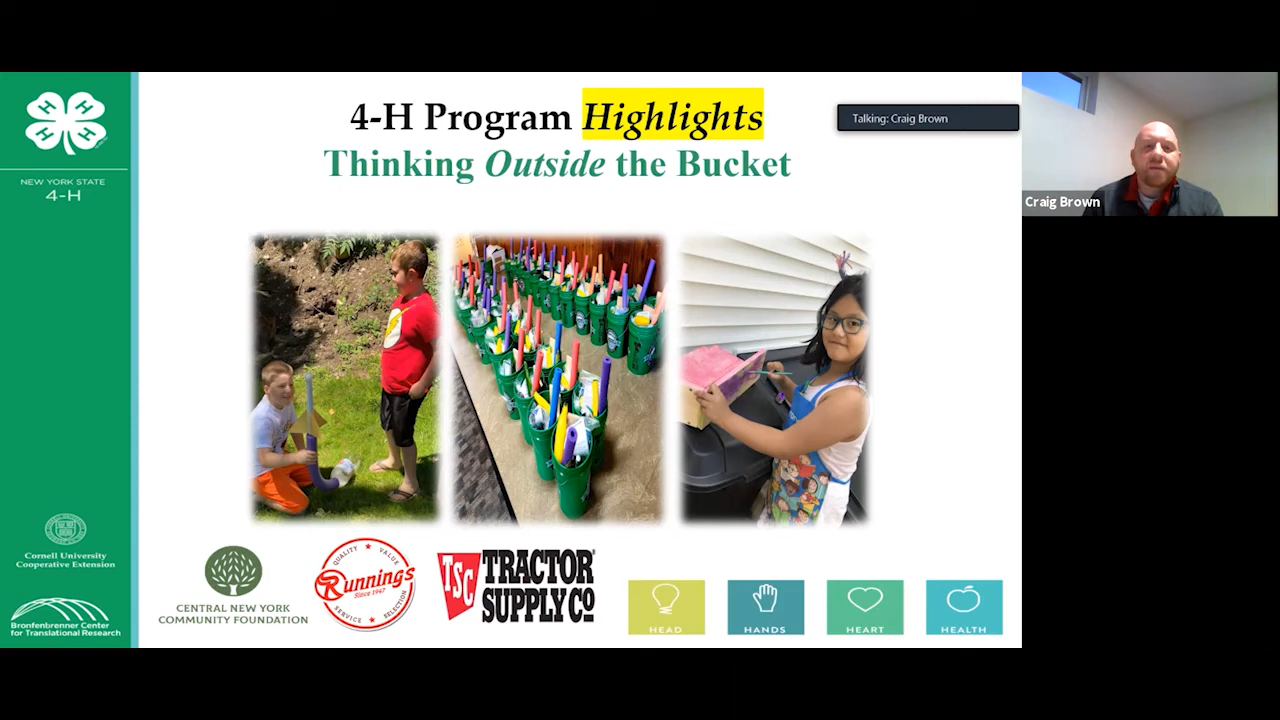 H H
H H
NEW YORK STATE
4-H
4-H Program Highlights
Thinking Outside the Bucket
Talking: Craig Brown
Craig Brown
Cornell University
Cooperative Extension
Bronfenbrenner Center
for Translational Research
CENTRAL NEW YORK
COMMUNITY FOUNDATION
QUALITY VALUE
Runnings
Since 1947
SERVICE SELECTION
TSC TRACTOR
SUPPLY CO
HEAD
HANDS
HEART
HEALTH